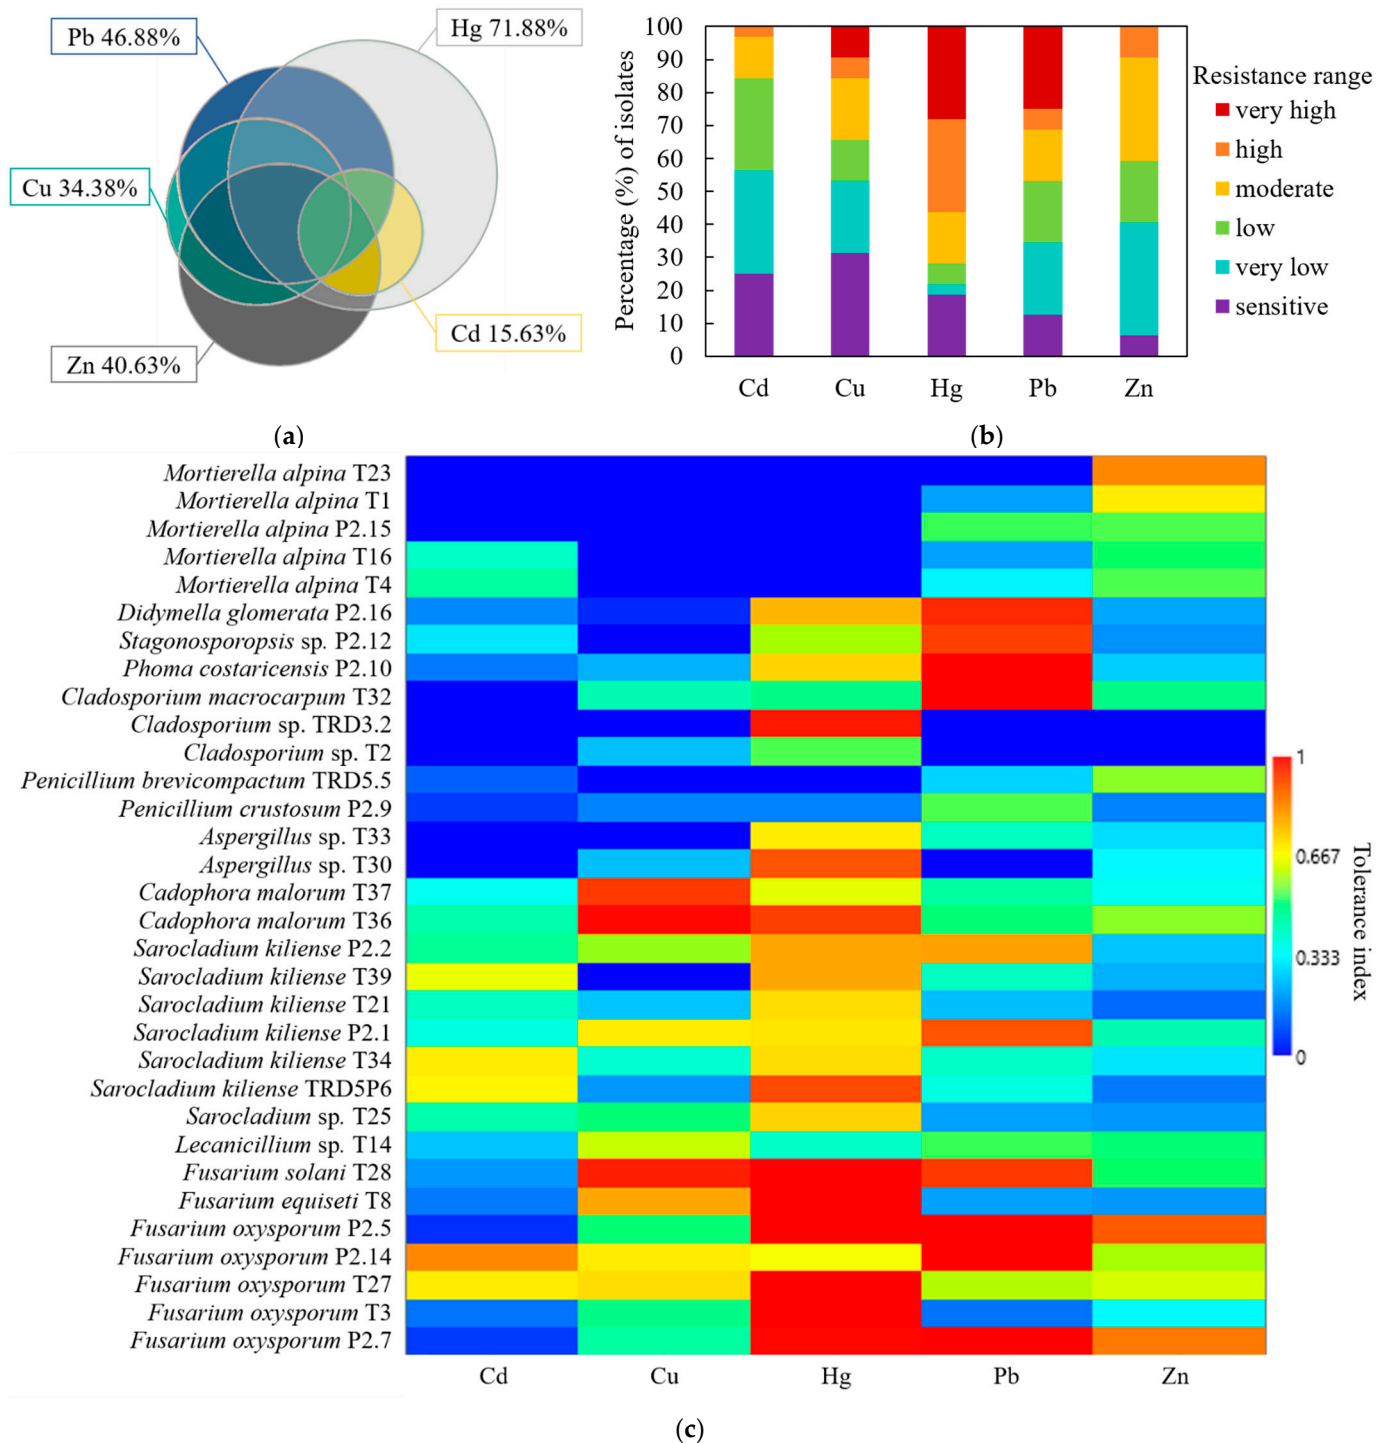 Pb 46.88%
Hg 71.88%
Cu 34.38%
Cd 15.63%
Zn 40.63%
(a)
Percentage (%) of isolates
100
90
80
70
60
50
40
30
20
10
0
Cd Cu Hg Pb Zn
Resistance range
very high
high
moderate
low
very low
sensitive
(b)
Mortierella alpina T23
Mortierella alpina T1
Mortierella alpina P2.15
Mortierella alpina T16
Mortierella alpina T4
Didymella glomerata P2.16
Stagonosporopsis sp. P2.12
Phoma costaricensis P2.10
Cladosporium macrocarpum T32
Cladosporium sp. TRD3.2
Cladosporium sp. T2
Penicillium brevicompactum TRD5.5
Penicillium crustosum P2.9
Aspergillus sp. T33
Aspergillus sp. T30
Cadophora malorum T37
Cadophora malorum T36
Sarocladium kiliense P2.2
Sarocladium kiliense T39
Sarocladium kiliense T21
Sarocladium kiliense P2.1
Sarocladium kiliense T34
Sarocladium kiliense TRD5P6
Sarocladium sp. T25
Lecanicillium sp. T14
Fusarium solani T28
Fusarium equiseti T8
Fusarium oxysporum P2.5
Fusarium oxysporum P2.14
Fusarium oxysporum T27
Fusarium oxysporum T3
Fusarium oxysporum P2.7
Cd Cu Hg Pb Zn
1
0.667
0.333
0
Tolerance index
(c)